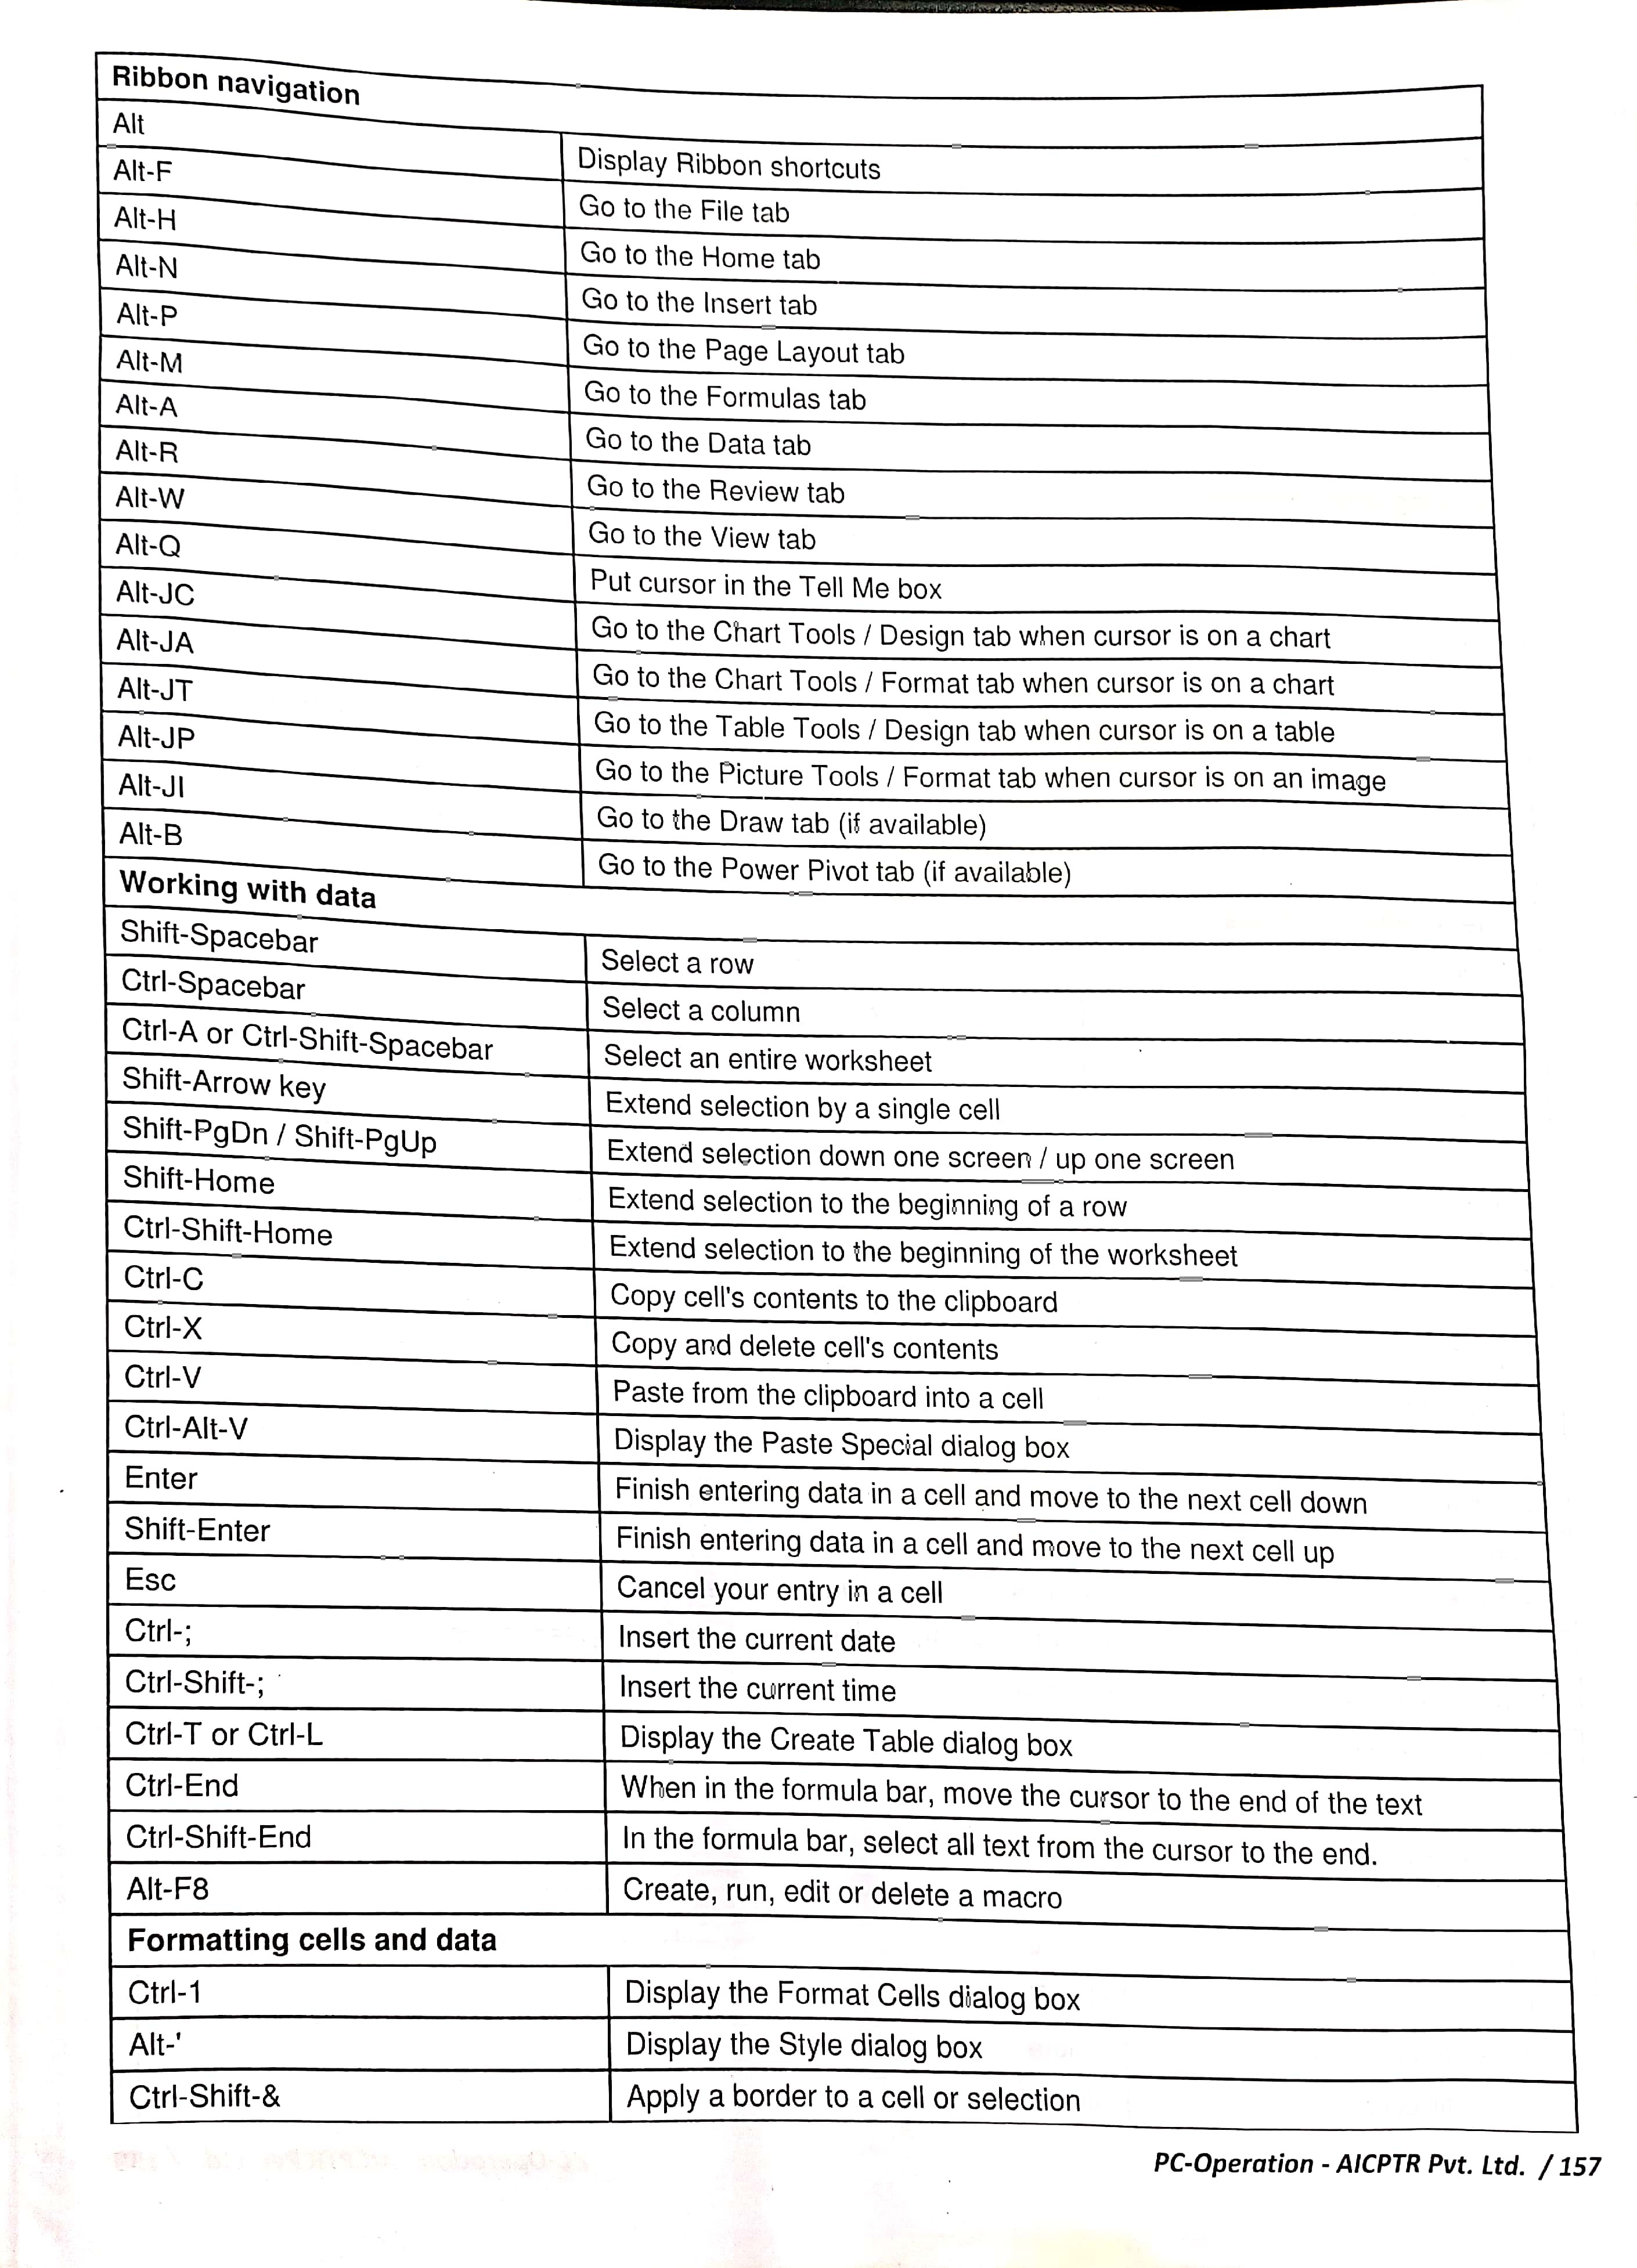 Ribbon navigation
Alt Display Ribbon shortcuts
Alt-F Go to the File tab
Alt-H Go to the Home tab
Alt-N Go to the Insert tab
Alt-P Go to the Page Layout tab
Alt-M Go to the Formulas tab
Alt-A Go to the Data tab
Alt-R Go to the Review tab
Alt-W Go to the View tab
Alt-Q Put cursor in the Tell Me box
Alt-JC Go to the Chart Tools / Design tab when cursor is on a chart
Alt-JA Go to the Chart Tools / Format tab when cursor is on a chart
Alt-JT Go to the Table Tools / Design tab when cursor is on a table
Alt-JP Go to the Picture Tools / Format tab when cursor is on an image
Alt-JI Go to the Draw tab (if available)
Alt-B Go to the Power Pivot tab (if available)
Working with data
Shift-Spacebar Select a row
Ctrl-Spacebar Select a column
Ctrl-A or Ctrl-Shift-Spacebar Select an entire worksheet
Shift-Arrow key Extend selection by a single cell
Shift-PgDn / Shift-PgUp Extend selection down one screen / up one screen
Shift-Home Extend selection to the beginning of a row
Ctrl-Shift-Home Extend selection to the beginning of the worksheet
Ctrl-C Copy cell's contents to the clipboard
Ctrl-X Copy and delete cell's contents
Ctrl-V Paste from the clipboard into a cell
Ctrl-Alt-V Display the Paste Special dialog box
Enter Finish entering data in a cell and move to the next cell down
Shift-Enter Finish entering data in a cell and move to the next cell up
Esc Cancel your entry in a cell
Ctrl-; Insert the current date
Ctrl-Shift-; Insert the current time
Ctrl-T or Ctrl-L Display the Create Table dialog box
Ctrl-End When in the formula bar, move the cursor to the end of the text
Ctrl-Shift-End In the formula bar, select all text from the cursor to the end.
Alt-F8 Create, run, edit or delete a macro
Formatting cells and data
Ctrl-1 Display the Format Cells dialog box
Alt-' Display the Style dialog box
Ctrl-Shift-& Apply a border to a cell or selection
PC-Operation - AICPTR Pvt. Ltd. / 157